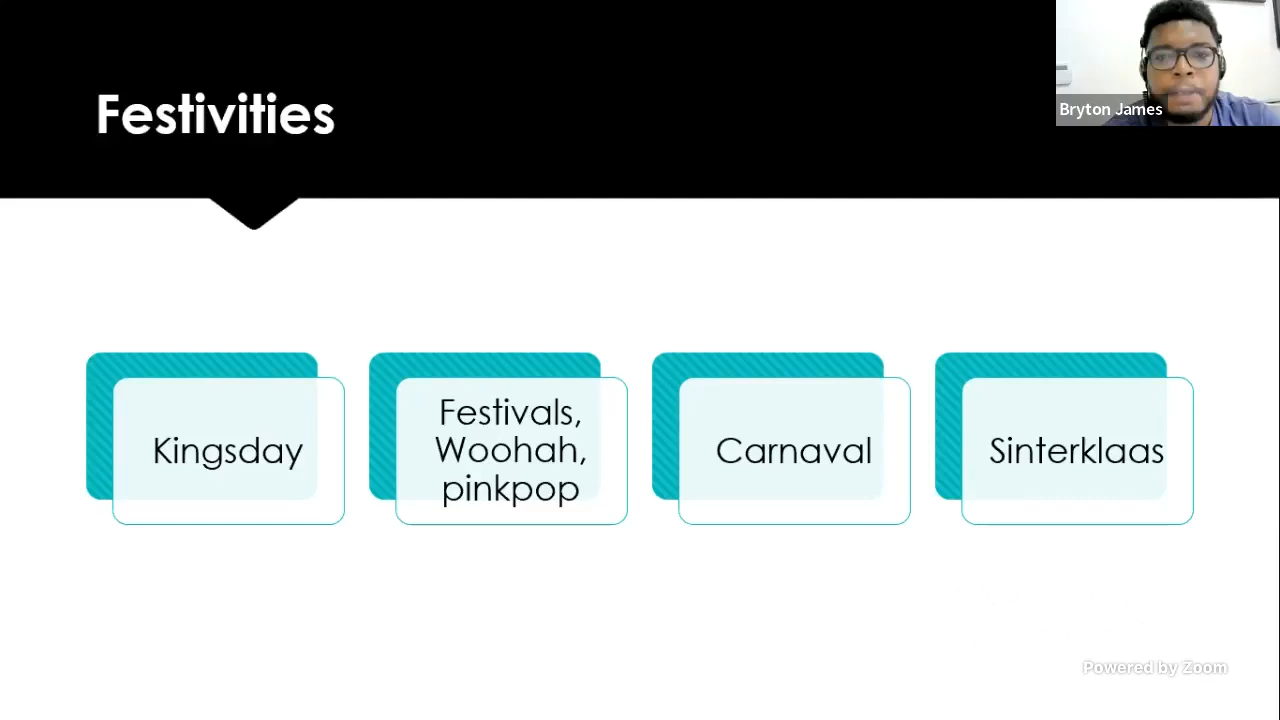 Festivities
Bryton James
Kingsday
Festivals,
Woohah,
pinkpop
Carnaval
Sinterklaas
Powered by Zoom